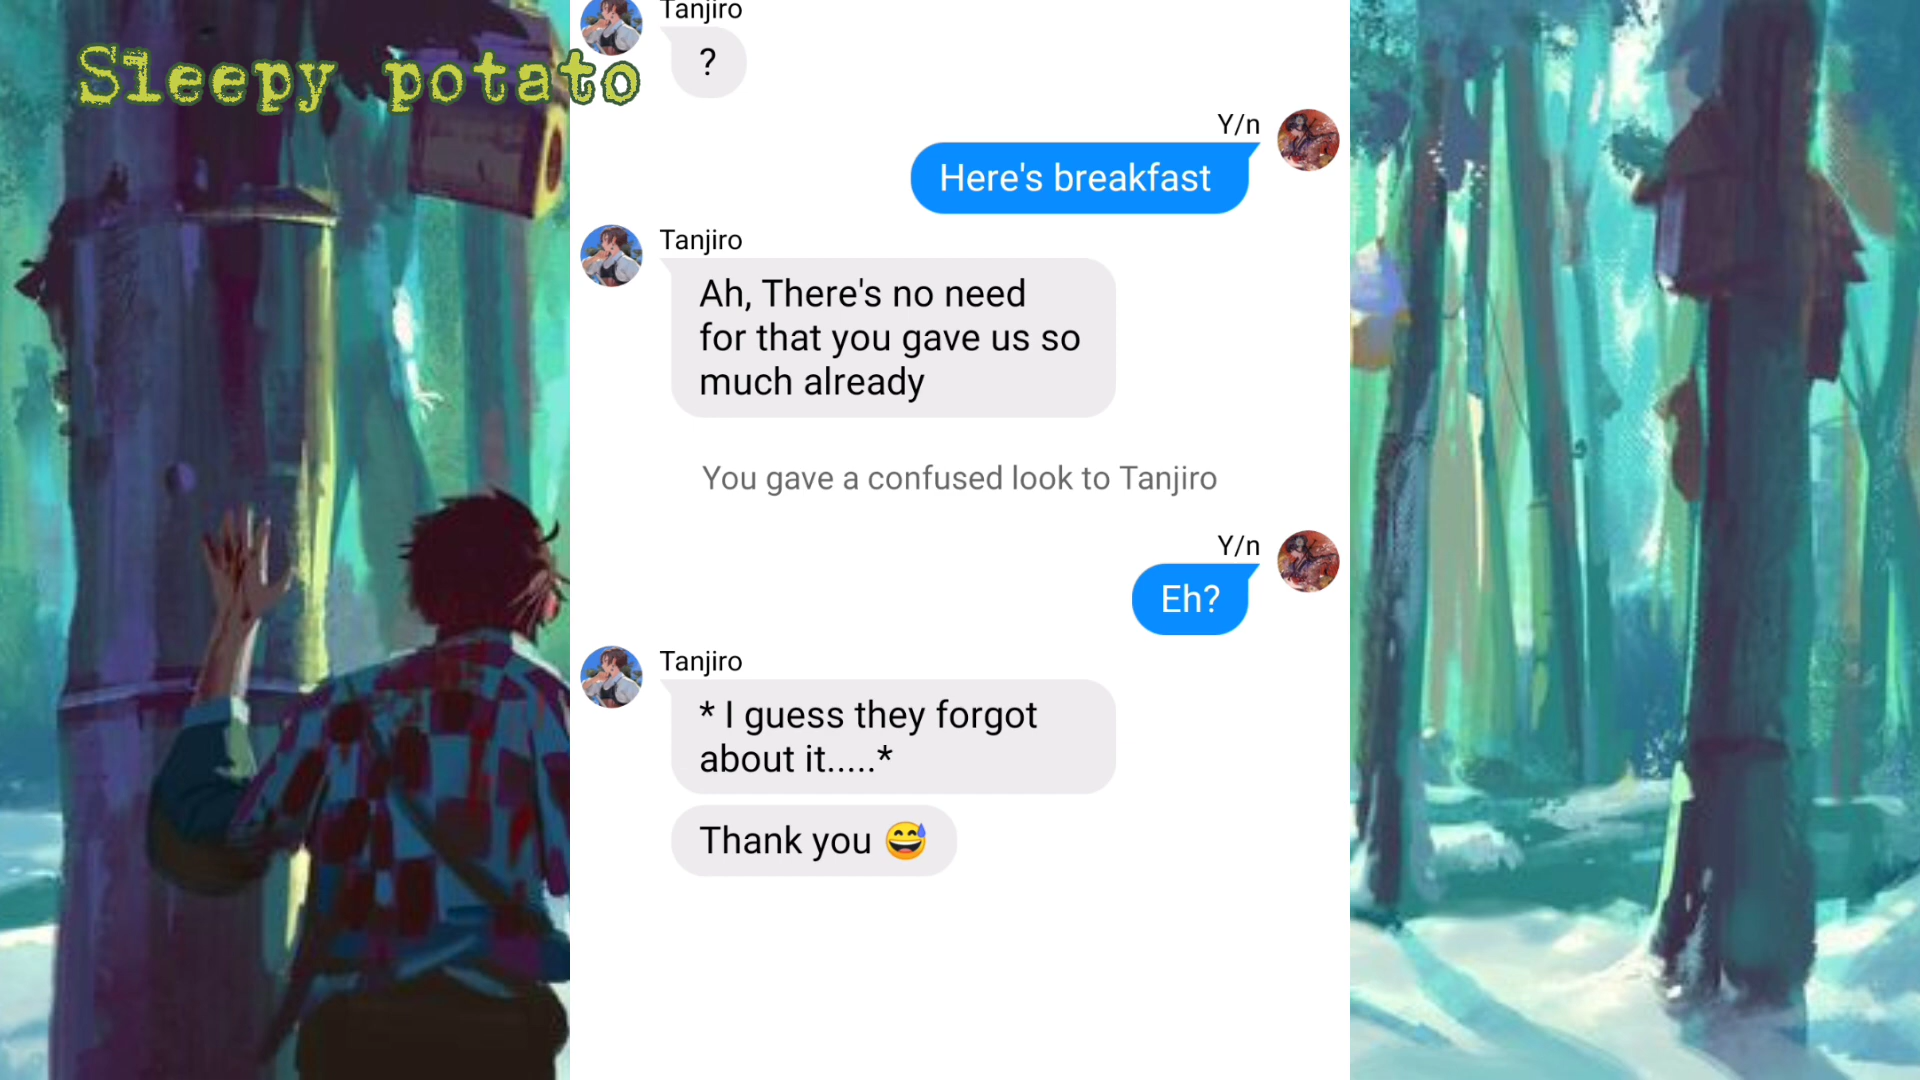 Sleepy potato
Tanjiro
?
Y/n
Here's breakfast
Tanjiro
Ah, There's no need
for that you gave us so
much already
You gave a confused look to Tanjiro
Y/n
Eh?
Tanjiro
* I guess they forgot
about it.....*
Thank you 😅